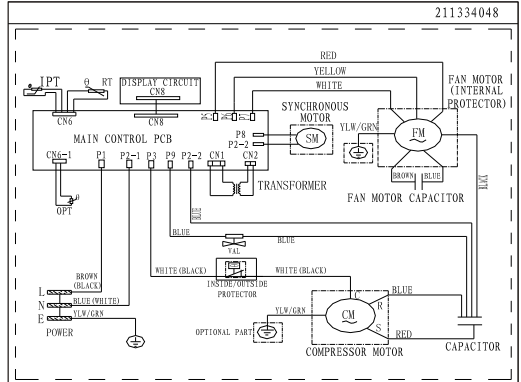 211334048
RED
YELLOW
WHITE
IPT
θ RT
CN6
DISPLAY CIRCUIT
CN8
CN8
FAN MOTOR
(INTERNAL
PROTECTOR)
SYNCHRONOUS
MOTOR
SM
YLW/GRN
FM
MAIN CONTROL PCB
P8
P2-2
CN6-1
P1
P2-1
P3
P9
P2-2
CN1
CN2
BROWN
BLUE
BLACK
TRANSFORMER
FAN MOTOR CAPACITOR
θ
OPT
BLUE
BLUE
BLUE
VAL
WHITE(BLACK)
WHITE(BLACK)
BROWN
(BLACK)
INSIDE/OUTSIDE
PROTECTOR
L
N
E
BLUE(WHITE)
YLW/GRN
POWER
YLW/GRN
OPTIONAL PART
C
R
S
CM
BLUE
RED
COMPRESSOR MOTOR
CAPACITOR